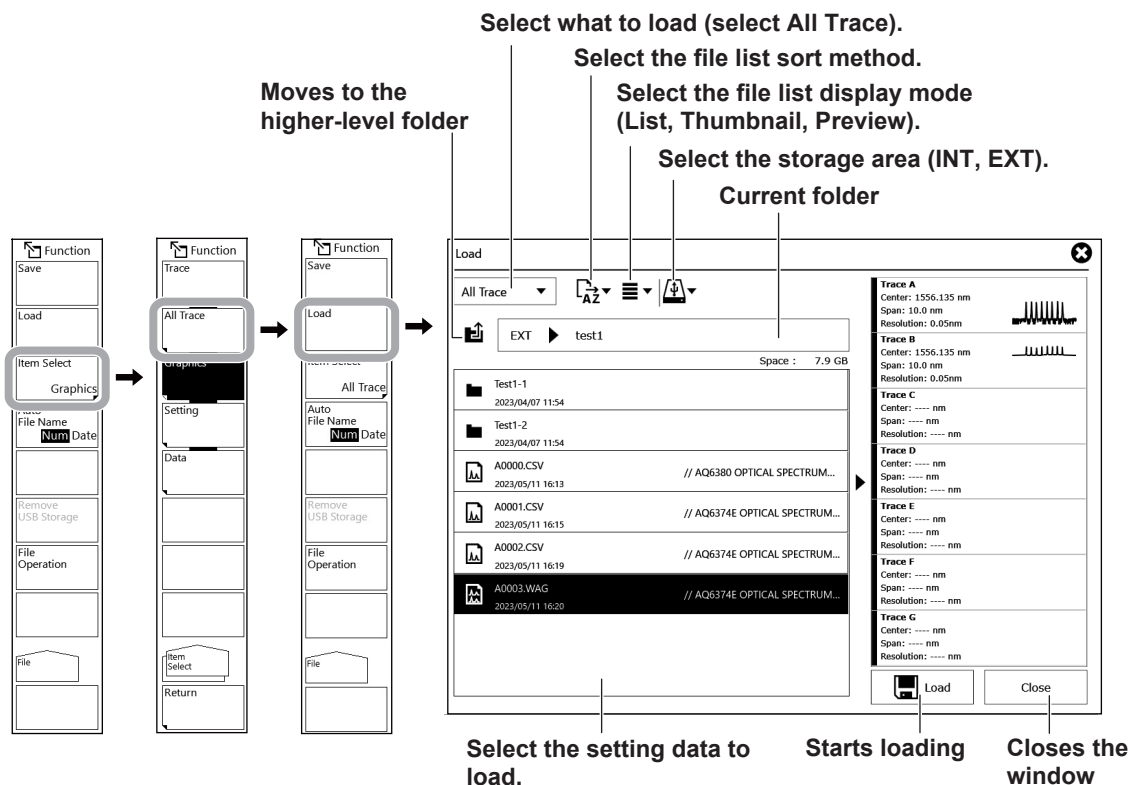 Select what to load (select All Trace).
Select the file list sort method.
Moves to the
higher-level folder
Select the file list display mode
(List, Thumbnail, Preview).
Select the storage area (INT, EXT).
Current folder
Function
Save
Load
Item Select
Graphics
Auto
File Name
Num Date
Remove
USB Storage
File
Operation
File
Function
Trace
All Trace
Graphics
Setting
Data
Item
Select
Return
Function
Save
Load
Item Select
All Trace
Auto
File Name
Num Date
Remove
USB Storage
File
Operation
File
Load
All Trace
AZ
EXT test1
Space : 7.9 GB
Test1-1
2023/04/07 11:54
Test1-2
2023/04/07 11:54
A0000.CSV // AQ6380 OPTICAL SPECTRUM...
2023/05/11 16:13
A0001.CSV // AQ6374E OPTICAL SPECTRUM...
2023/05/11 16:15
A0002.CSV // AQ6374E OPTICAL SPECTRUM...
2023/05/11 16:19
A0003.WAG // AQ6374E OPTICAL SPECTRUM...
2023/05/11 16:20
Trace A
Center: 1556.135 nm
Span: 10.0 nm
Resolution: 0.05nm
Trace B
Center: 1556.135 nm
Span: 10.0 nm
Resolution: 0.05nm
Trace C
Center: ---- nm
Span: ---- nm
Resolution: ---- nm
Trace D
Center: ---- nm
Span: ---- nm
Resolution: ---- nm
Trace E
Center: ---- nm
Span: ---- nm
Resolution: ---- nm
Trace F
Center: ---- nm
Span: ---- nm
Resolution: ---- nm
Trace G
Center: ---- nm
Span: ---- nm
Resolution: ---- nm
Load
Close
Select the setting data to
load.
Starts loading
Closes the
window